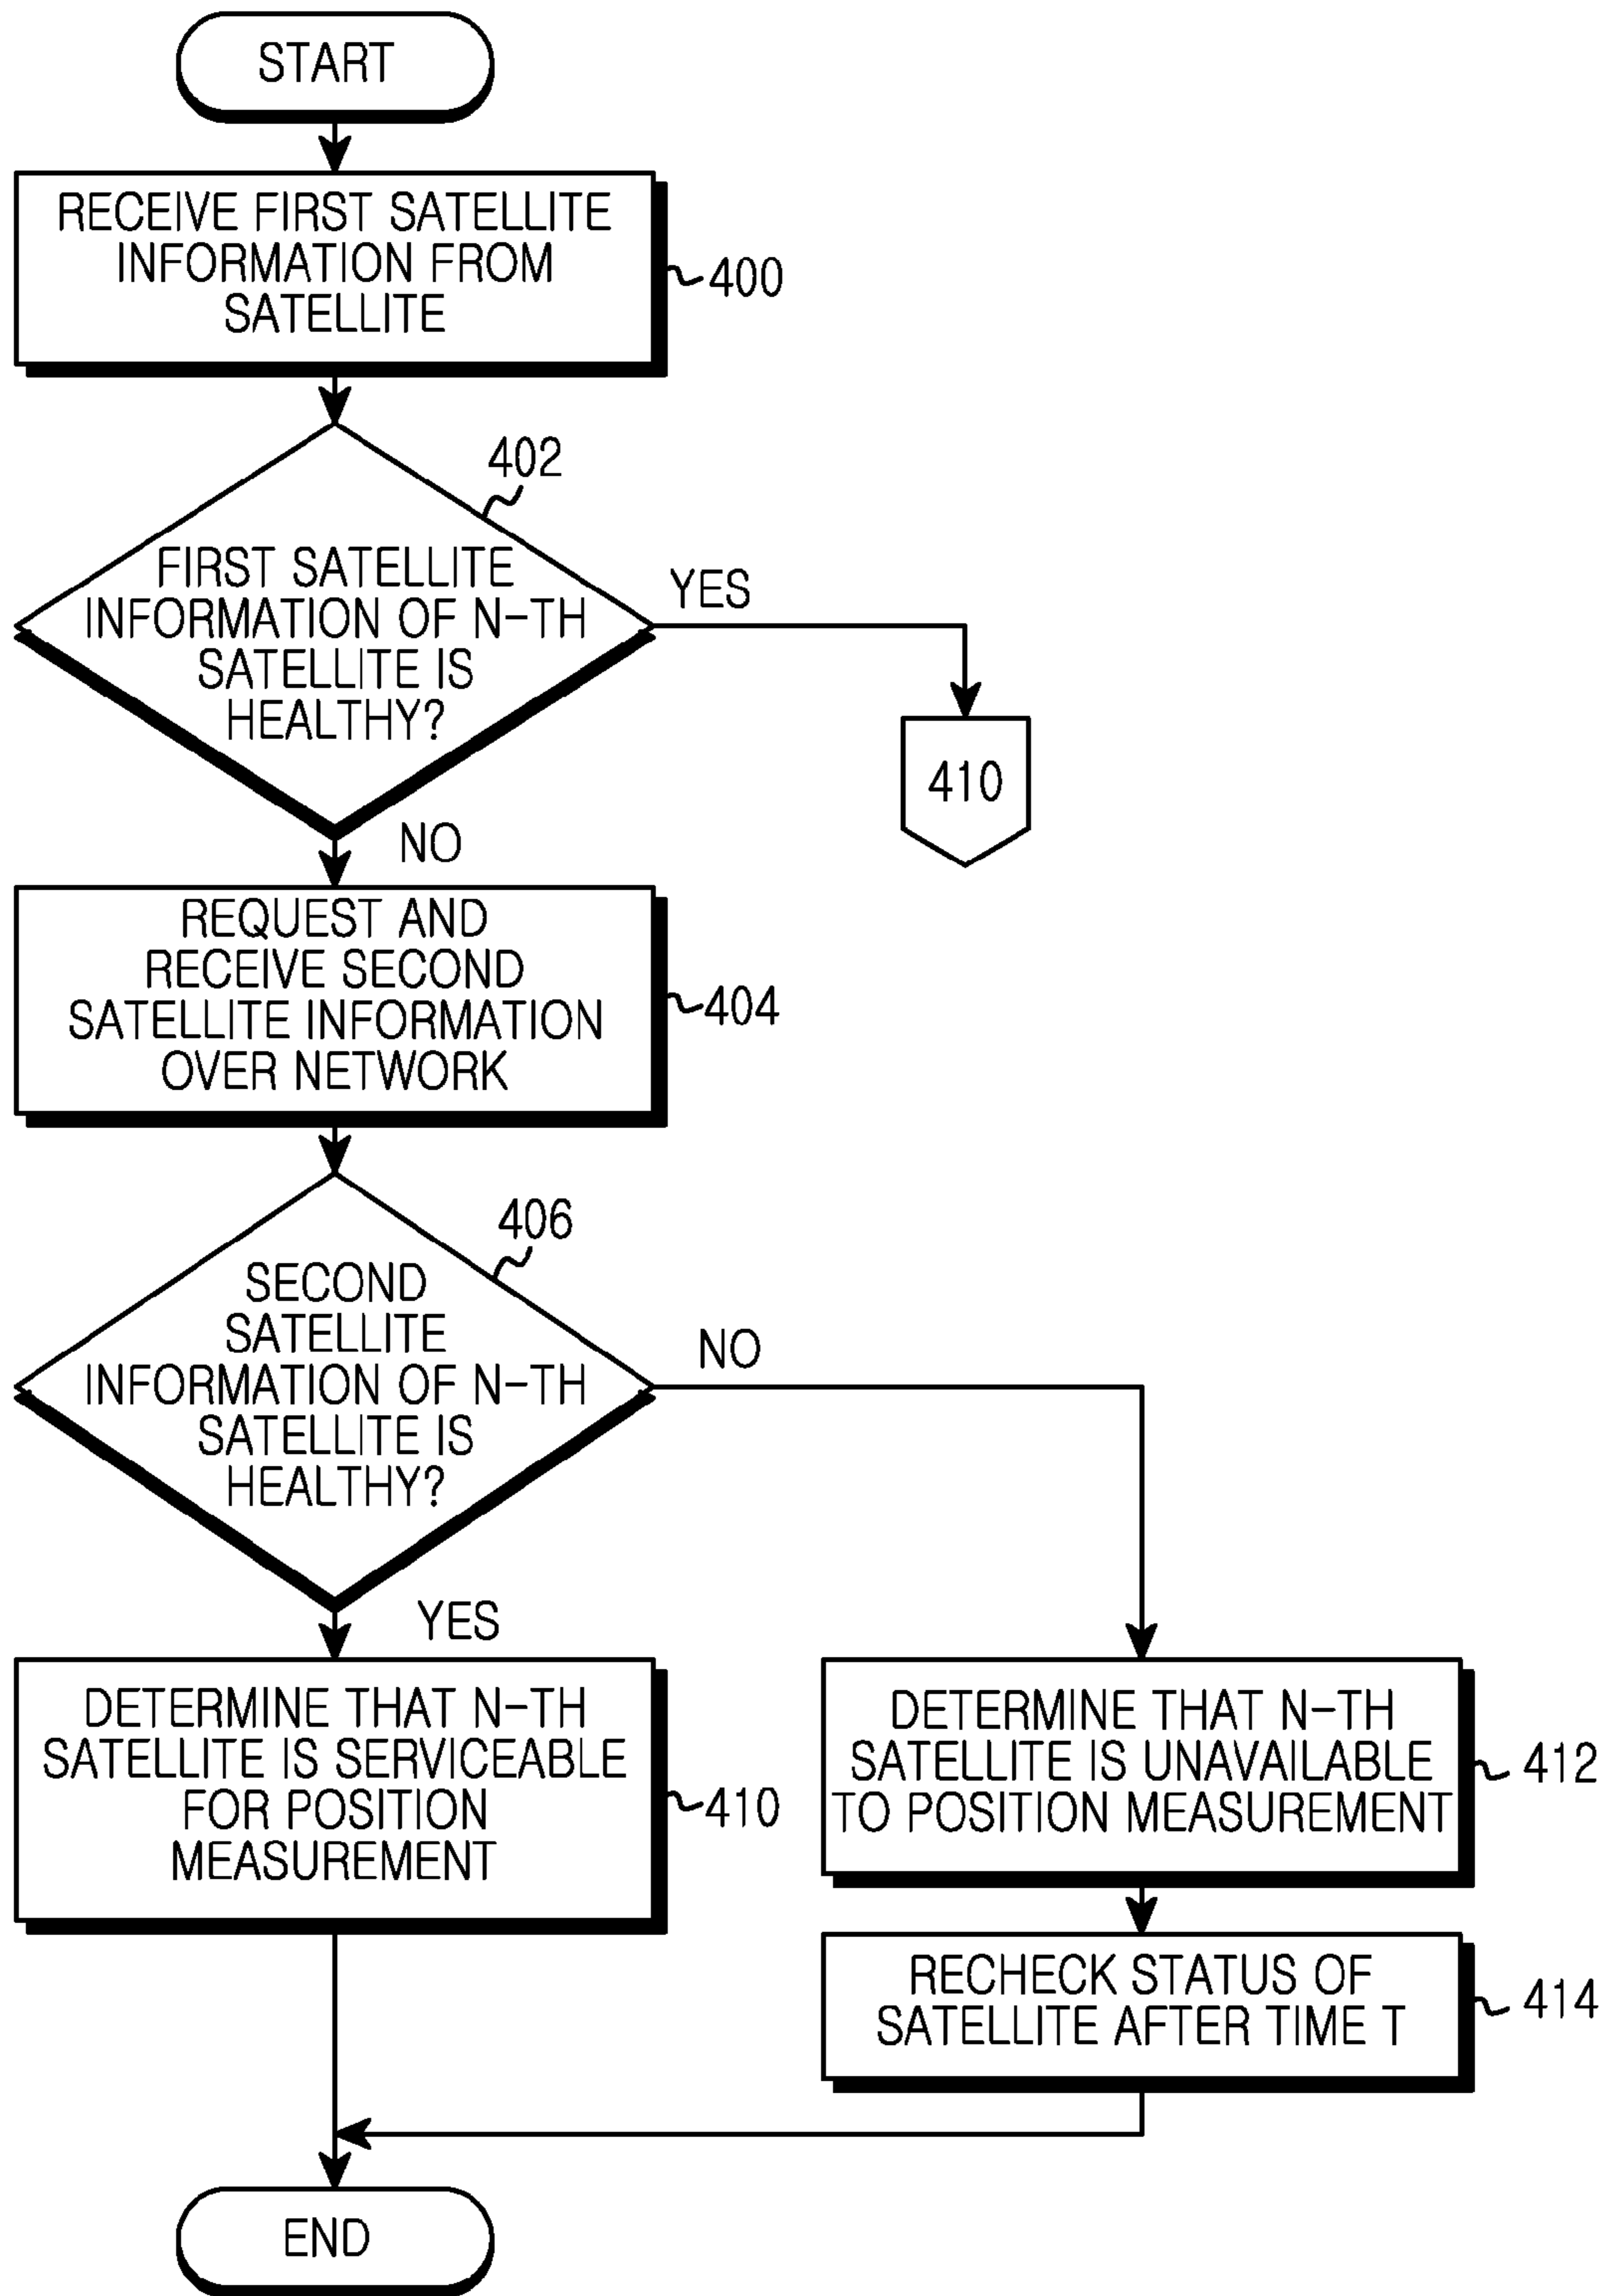 START
RECEIVE FIRST SATELLITE
INFORMATION FROM
SATELLITE
400
402
FIRST SATELLITE
INFORMATION OF N-TH
SATELLITE IS
HEALTHY?
YES
410
NO
REQUEST AND
RECEIVE SECOND
SATELLITE INFORMATION
OVER NETWORK
404
406
SECOND
SATELLITE
INFORMATION OF N-TH
SATELLITE IS
HEALTHY?
NO
YES
DETERMINE THAT N-TH
SATELLITE IS SERVICEABLE
FOR POSITION
MEASUREMENT
410
DETERMINE THAT N-TH
SATELLITE IS UNAVAILABLE
TO POSITION MEASUREMENT
412
RECHECK STATUS OF
SATELLITE AFTER TIME T
414
END